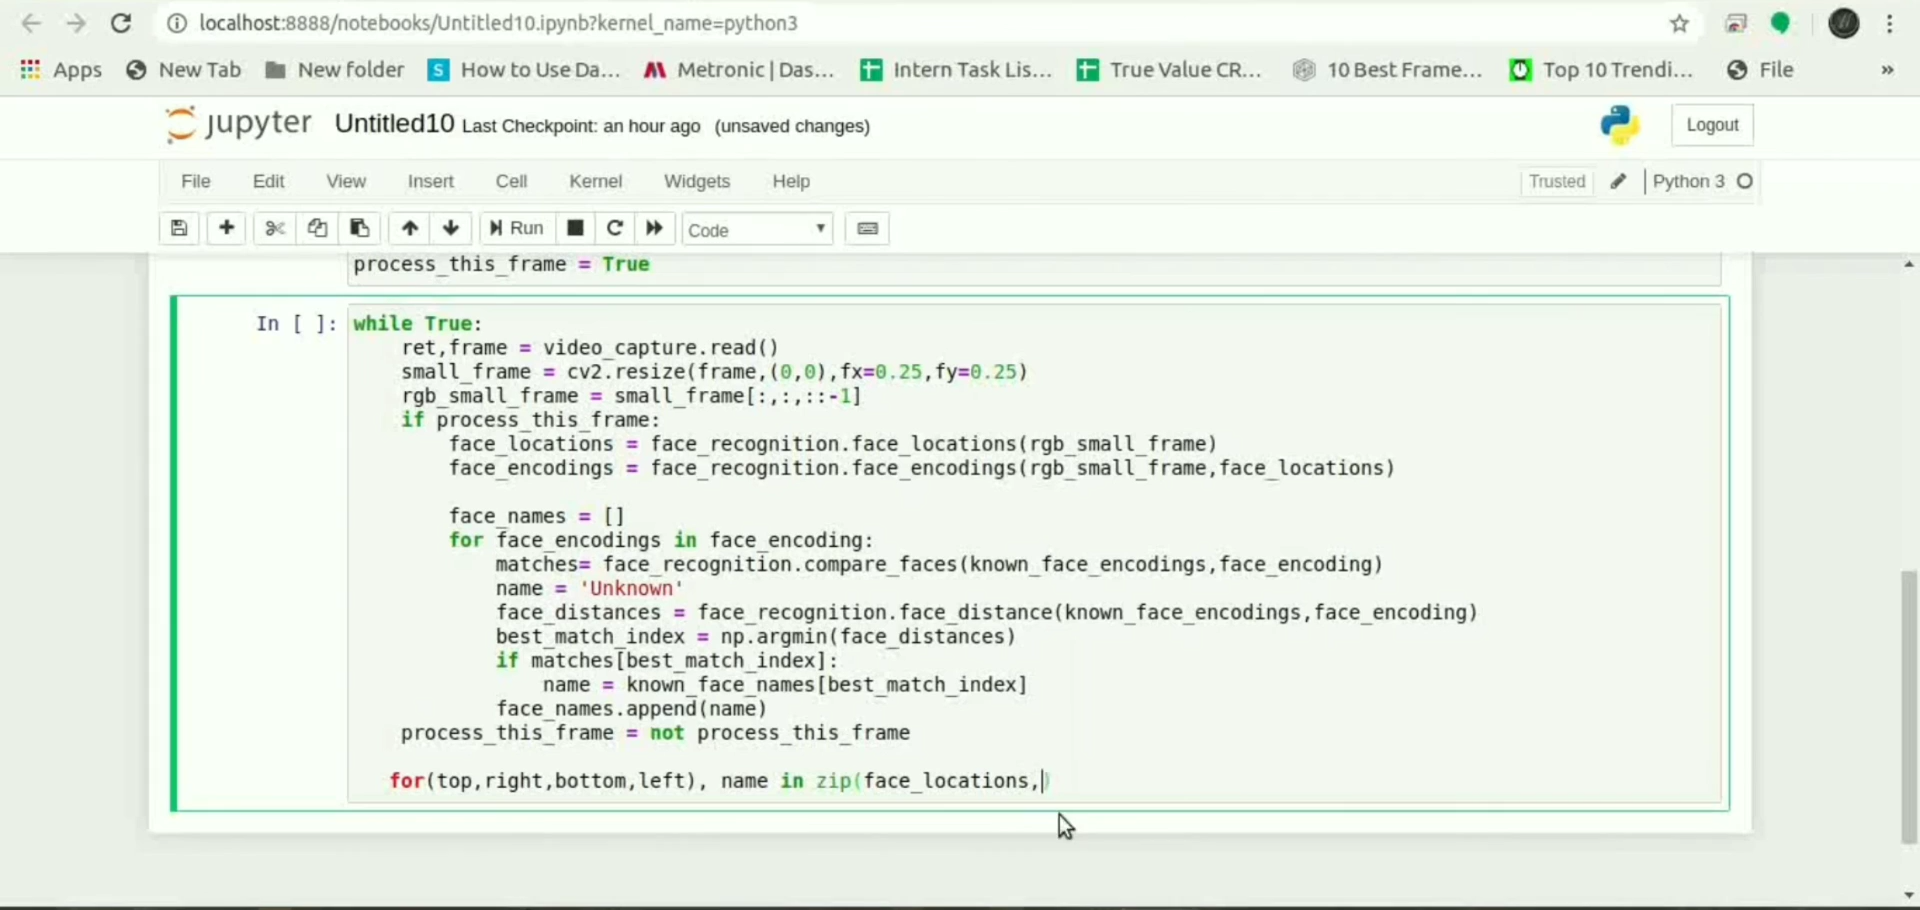 localhost:8888/notebooks/Untitled10.ipynb?kernel_name=python3
Apps New Tab New folder S How to Use Da... Metronic | Das... Intern Task Lis... True Value CR... 10 Best Frame... Top 10 Trendi... File »
jupyter Untitled10 Last Checkpoint: an hour ago (unsaved changes) Logout
File Edit View Insert Cell Kernel Widgets Help Trusted Python 3
Run Code
process_this_frame = True
In [ ]: while True:
ret,frame = video_capture.read()
small_frame = cv2.resize(frame,(0,0),fx=0.25,fy=0.25)
rgb_small_frame = small_frame[:,:,::-1]
if process_this_frame:
face_locations = face_recognition.face_locations(rgb_small_frame)
face_encodings = face_recognition.face_encodings(rgb_small_frame,face_locations)
face_names = []
for face_encodings in face_encoding:
matches= face_recognition.compare_faces(known_face_encodings,face_encoding)
name = 'Unknown'
face_distances = face_recognition.face_distance(known_face_encodings,face_encoding)
best_match_index = np.argmin(face_distances)
if matches[best_match_index]:
name = known_face_names[best_match_index]
face_names.append(name)
process_this_frame = not process_this_frame
for(top,right,bottom,left), name in zip(face_locations,)